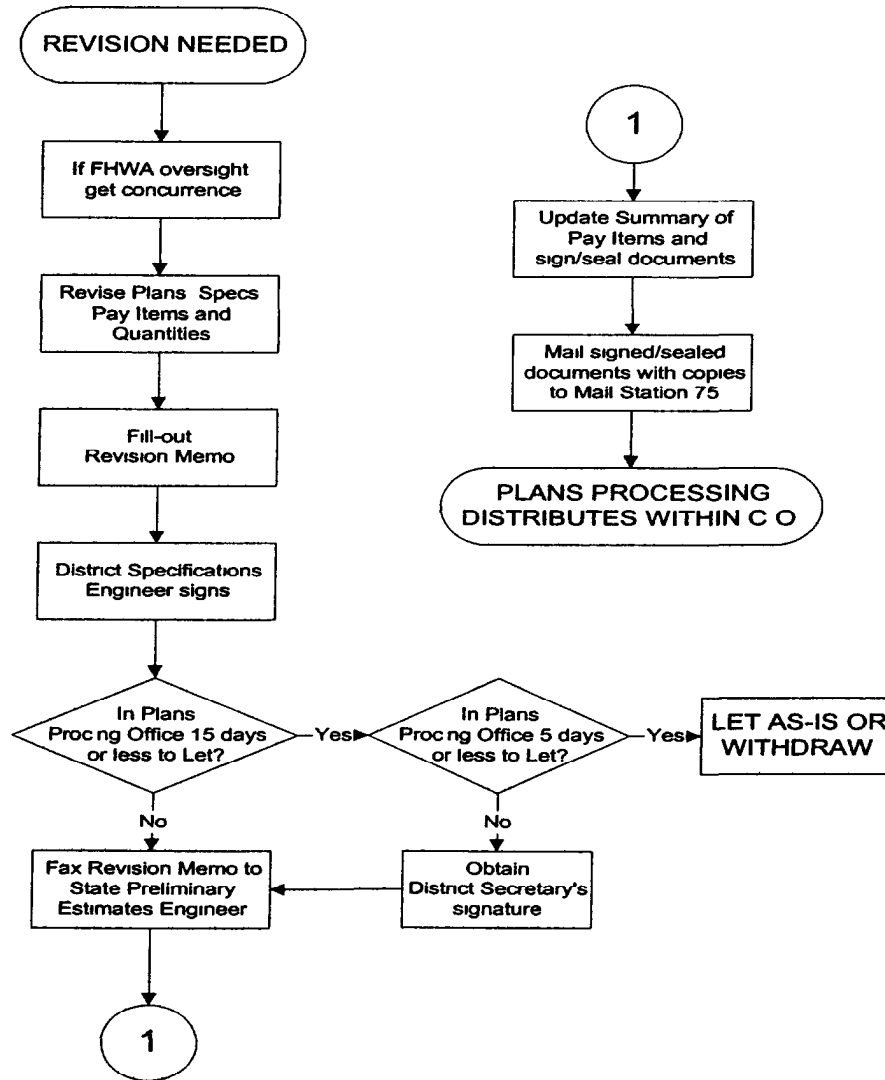 REVISION NEEDED
If FHWA oversight
get concurrence
Revise Plans Specs
Pay Items and
Quantities
Fill-out
Revision Memo
District Specifications
Engineer signs
In Plans
Proc ng Office 15 days
or less to Let?
Yes
In Plans
Proc ng Office 5 days
or less to Let?
Yes
LET AS-IS OR
WITHDRAW
No
No
Fax Revision Memo to
State Preliminary
Estimates Engineer
Obtain
District Secretary's
signature
1
1
Update Summary of
Pay Items and
sign/seal documents
Mail signed/sealed
documents with copies
to Mail Station 75
PLANS PROCESSING
DISTRIBUTES WITHIN C O